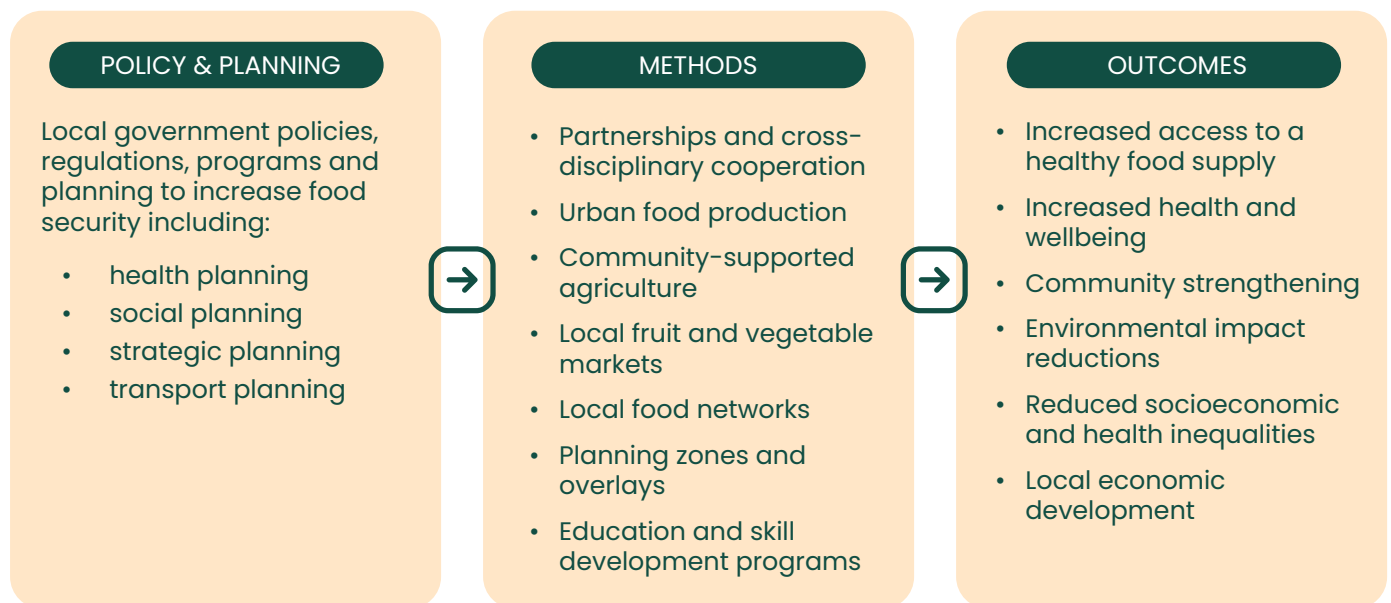 POLICY & PLANNING
Local government policies,
regulations, programs and
planning to increase food
security including:
• health planning
• social planning
• strategic planning
• transport planning
METHODS
• Partnerships and cross-
disciplinary cooperation
• Urban food production
• Community-supported
agriculture
• Local fruit and vegetable
markets
• Local food networks
• Planning zones and
overlays
• Education and skill
development programs
OUTCOMES
• Increased access to a
healthy food supply
• Increased health and
wellbeing
• Community strengthening
• Environmental impact
reductions
• Reduced socioeconomic
and health inequalities
• Local economic
development